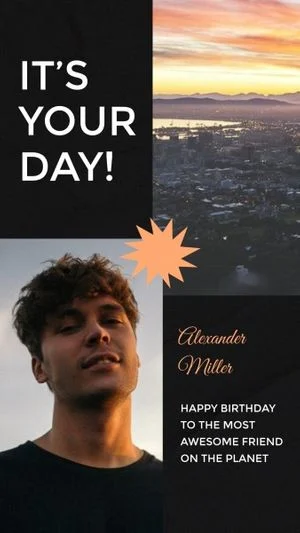 IT’S
YOUR
DAY!
Alexander
Miller
HAPPY BIRTHDAY
TO THE MOST
AWESOME FRIEND
ON THE PLANET